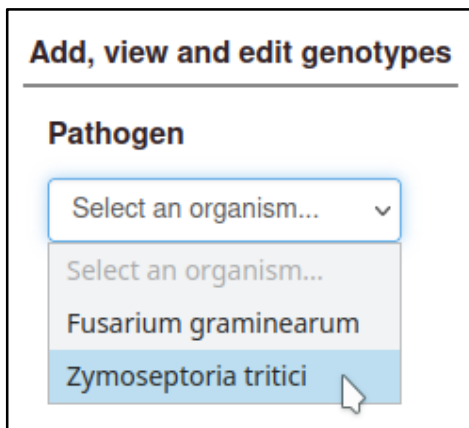 Add, view and edit genotypes
Pathogen
Select an organism...
Select an organism...
Fusarium graminearum
Zymoseptoria tritici